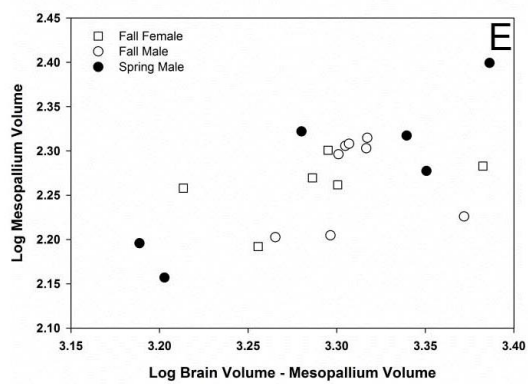 E
Fall Female
Fall Male
Spring Male
Log Mesopallium Volume
2.45
2.40
2.35
2.30
2.25
2.20
2.15
2.10
3.15 3.20 3.25 3.30 3.35 3.40
Log Brain Volume - Mesopallium Volume